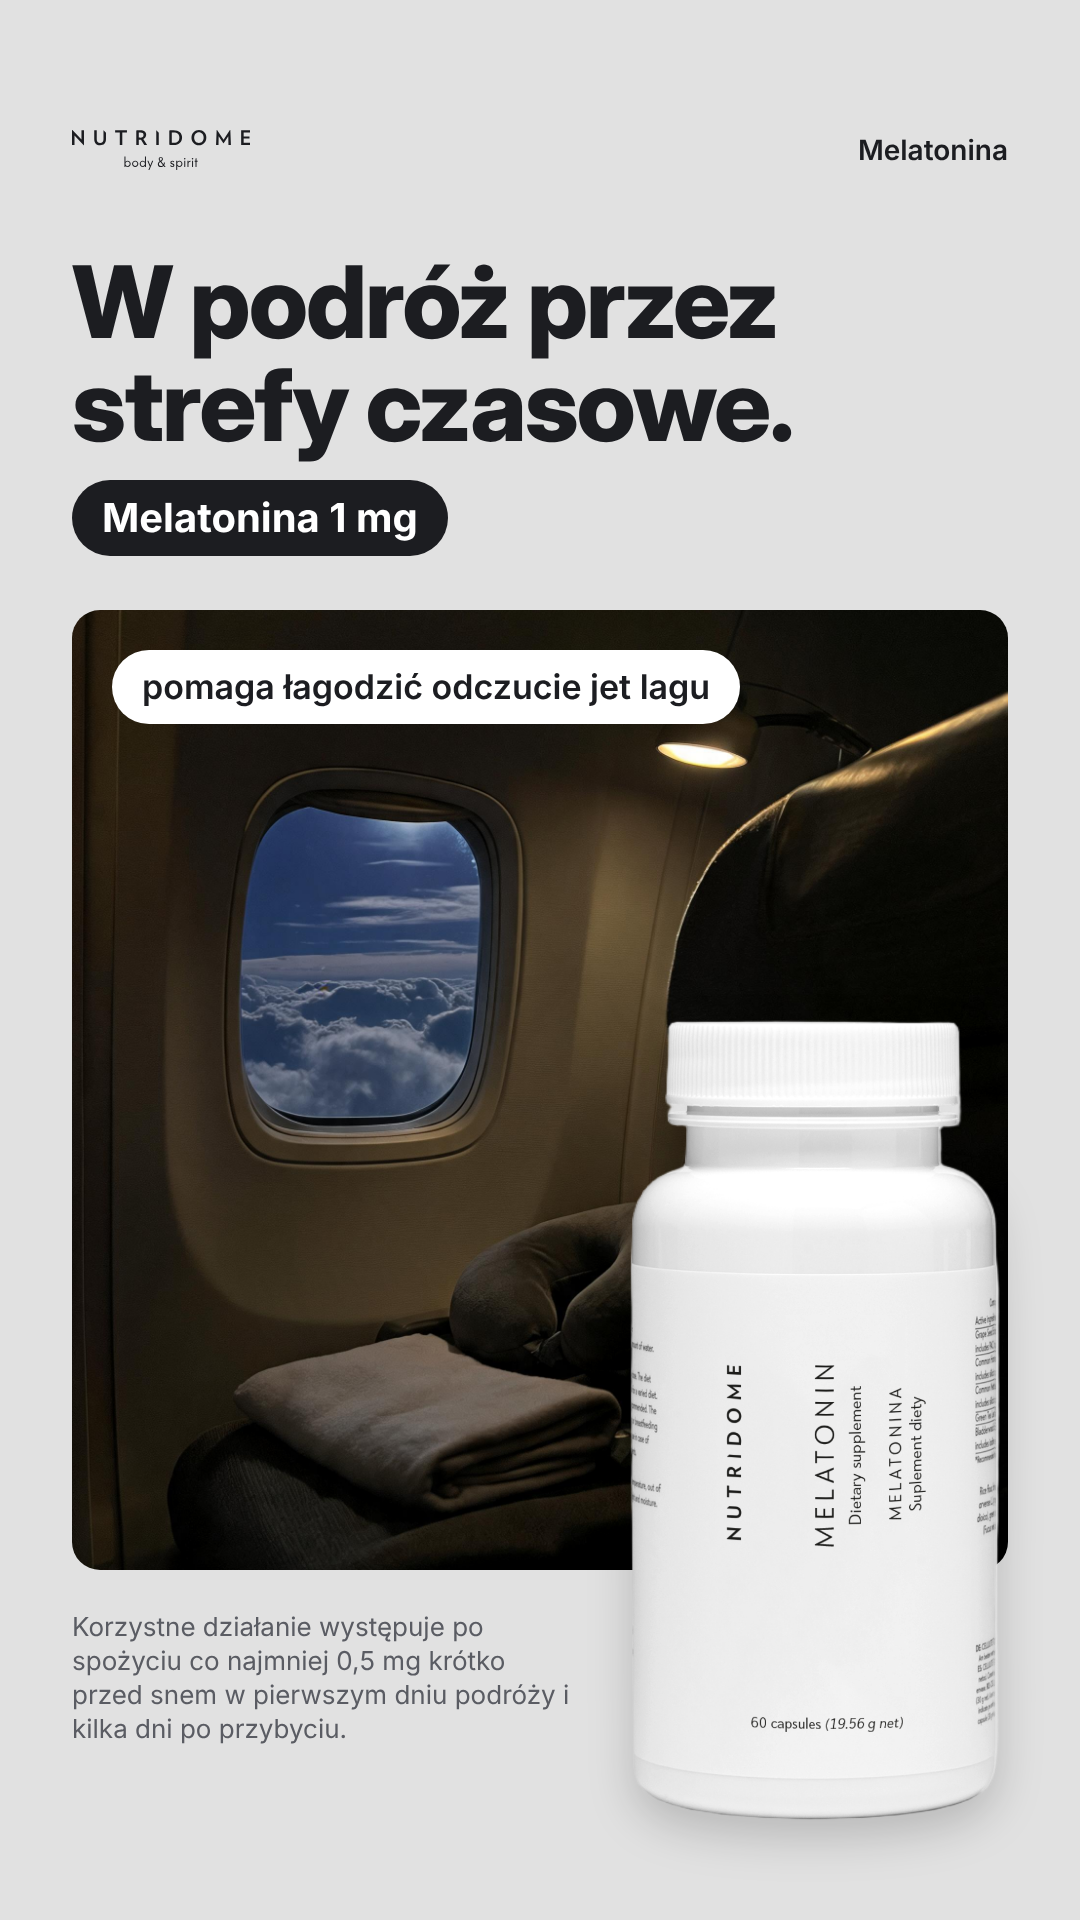 NUTRIDOME
body & spirit
Melatonina
W podróż przez
strefy czasowe.
Melatonina 1 mg
pomaga łagodzić odczucie jet lagu
NUTRIDOME
MELATONIN
Dietary supplement
MELATONINA
Suplement diety
60 capsules (19.56 g net)
Korzystne działanie występuje po
spożyciu co najmniej 0,5 mg krótko
przed snem w pierwszym dniu podróży i
kilka dni po przybyciu.